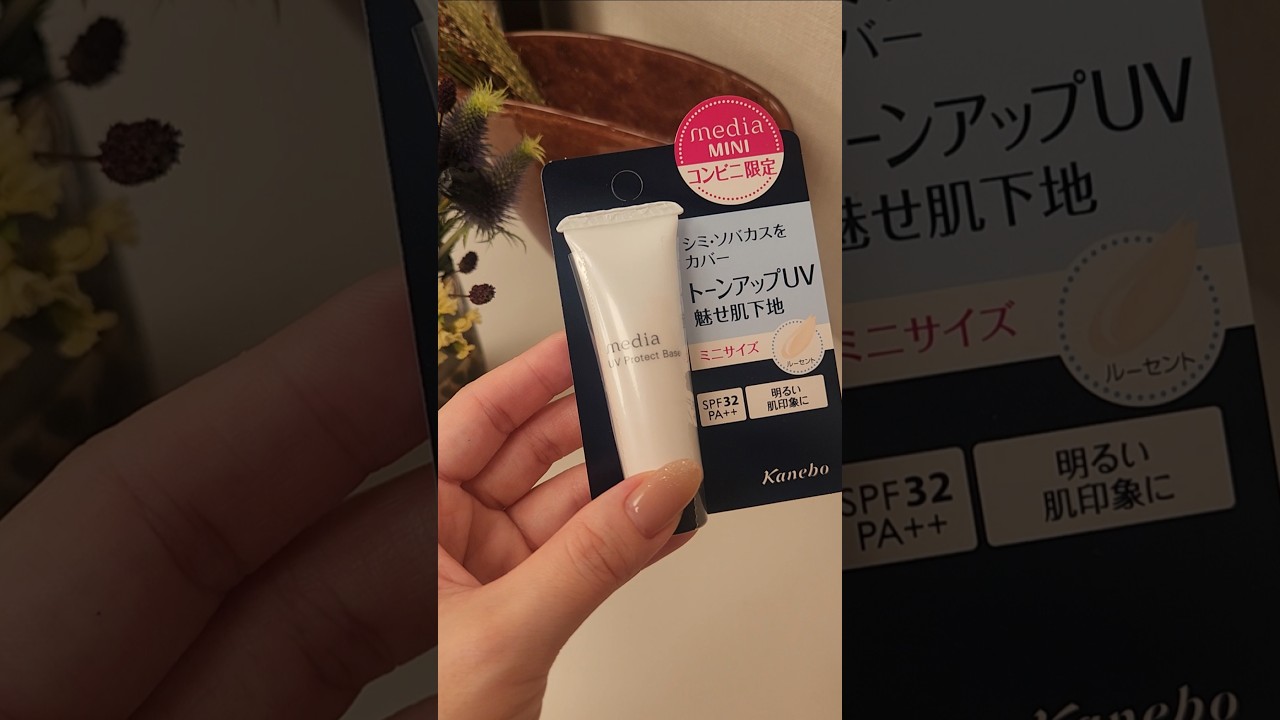 media
MINI
コンビニ限定
シミ・ソバカスを
カバー
トーンアップUV
魅せ肌下地
ミニサイズ
ルーセント
SPF32
PA++
明るい
肌印象に
Kanebo
media
UV Protect Base
バー
ーンアップUV
魅せ肌下地
ミニサイズ
ルーセント
SPF32
PA++
明るい
肌印象に
Kanebo